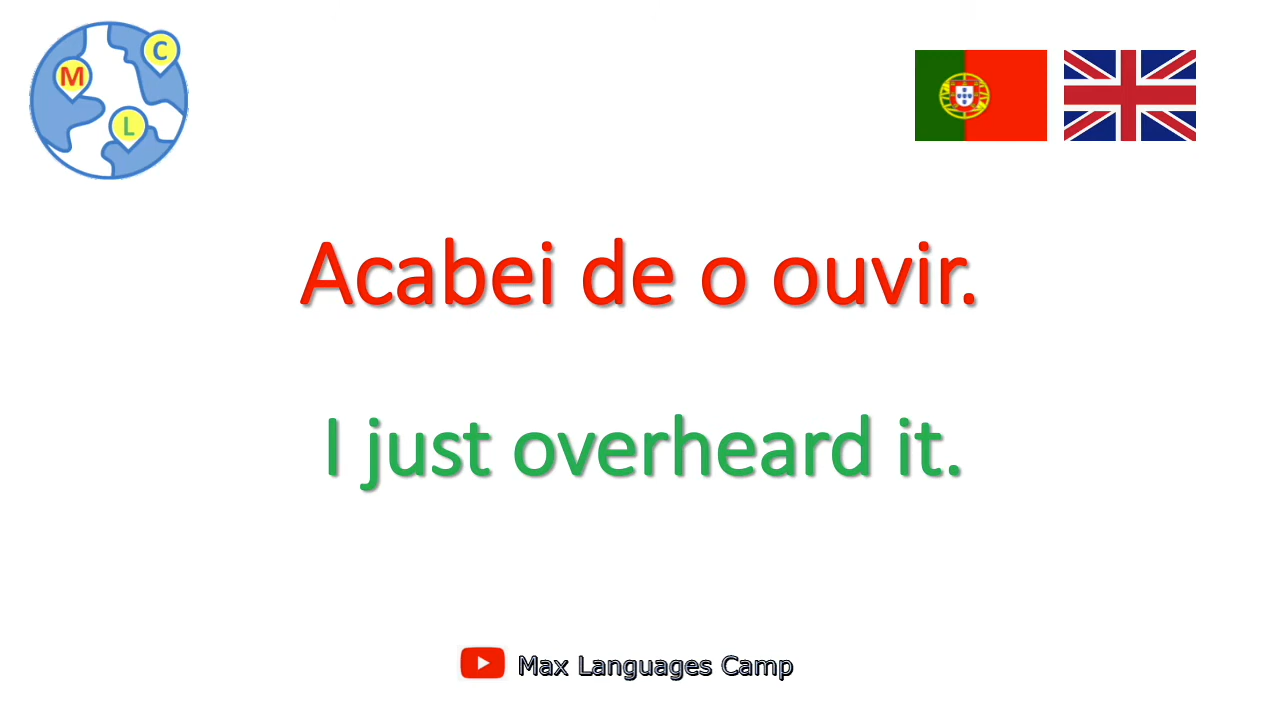 M
C
L
Acabei de o ouvir.
I just overheard it.
Max Languages Camp